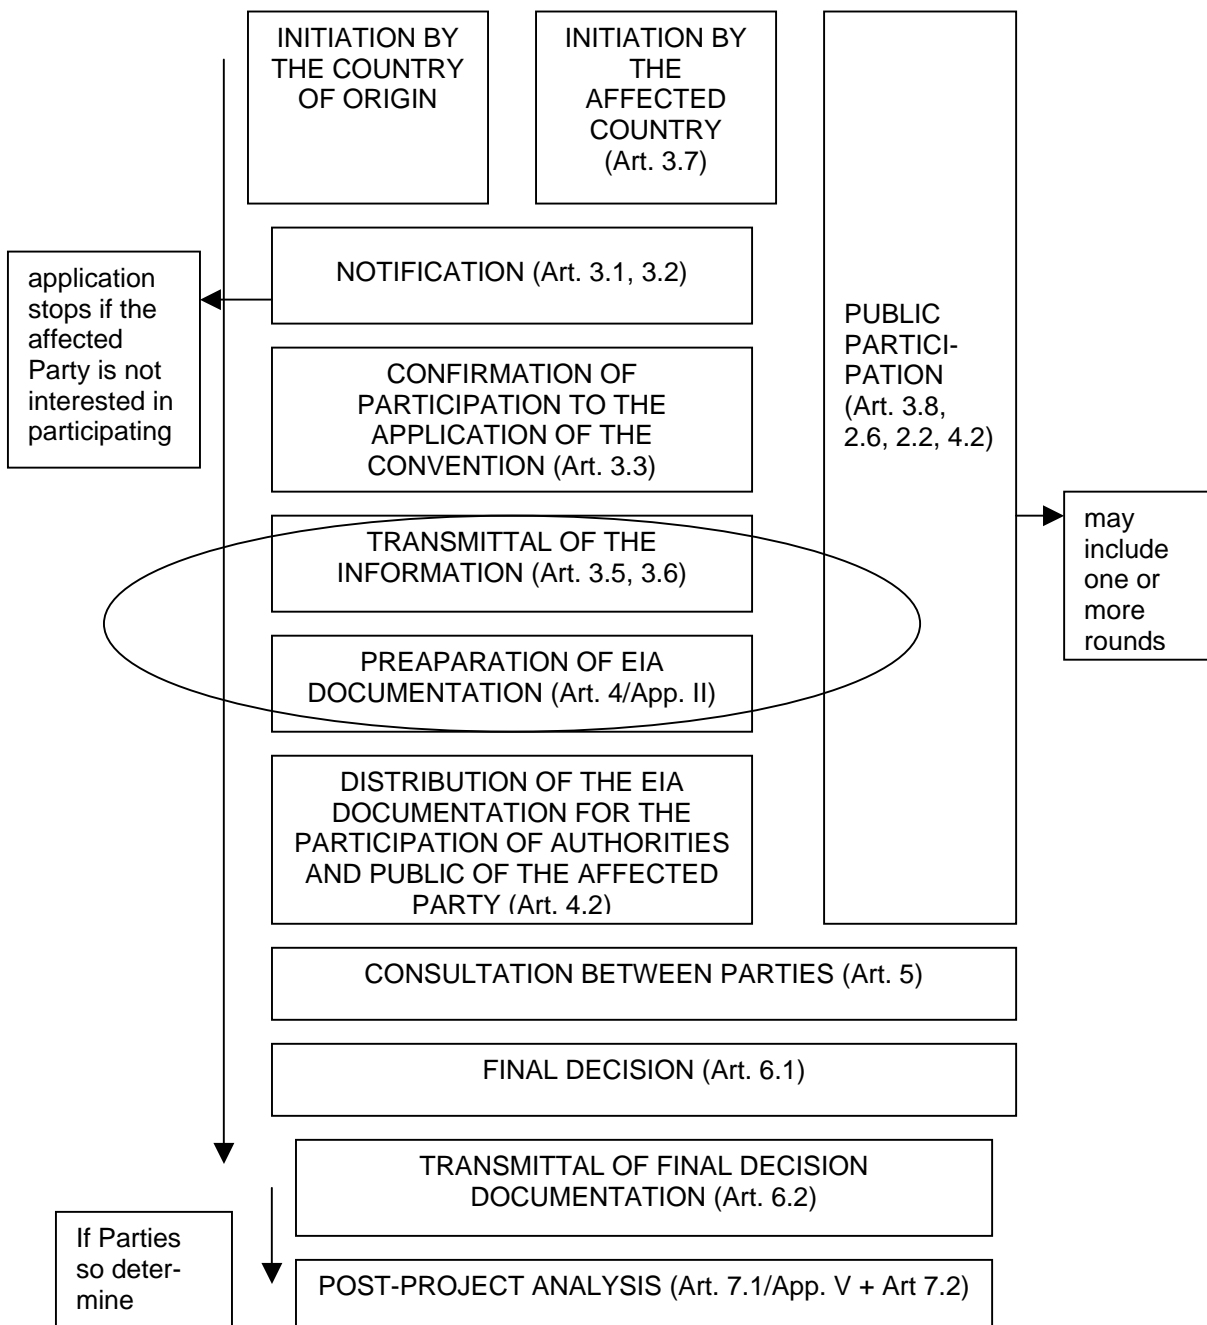 INITIATION BY
THE COUNTRY
OF ORIGIN
INITIATION BY
THE
AFFECTED
COUNTRY
(Art. 3.7)
NOTIFICATION (Art. 3.1, 3.2)
application
stops if the
affected
Party is not
interested in
participating
CONFIRMATION OF
PARTICIPATION TO THE
APPLICATION OF THE
CONVENTION (Art. 3.3)
PUBLIC
PARTICI-
PATION
(Art. 3.8,
2.6, 2.2, 4.2)
may
include
one or
more
rounds
TRANSMITTAL OF THE
INFORMATION (Art. 3.5, 3.6)
PREAPARATION OF EIA
DOCUMENTATION (Art. 4/App. II)
DISTRIBUTION OF THE EIA
DOCUMENTATION FOR THE
PARTICIPATION OF AUTHORITIES
AND PUBLIC OF THE AFFECTED
PARTY (Art. 4.2)
CONSULTATION BETWEEN PARTIES (Art. 5)
FINAL DECISION (Art. 6.1)
TRANSMITTAL OF FINAL DECISION
DOCUMENTATION (Art. 6.2)
If Parties
so deter-
mine
POST-PROJECT ANALYSIS (Art. 7.1/App. V + Art 7.2)